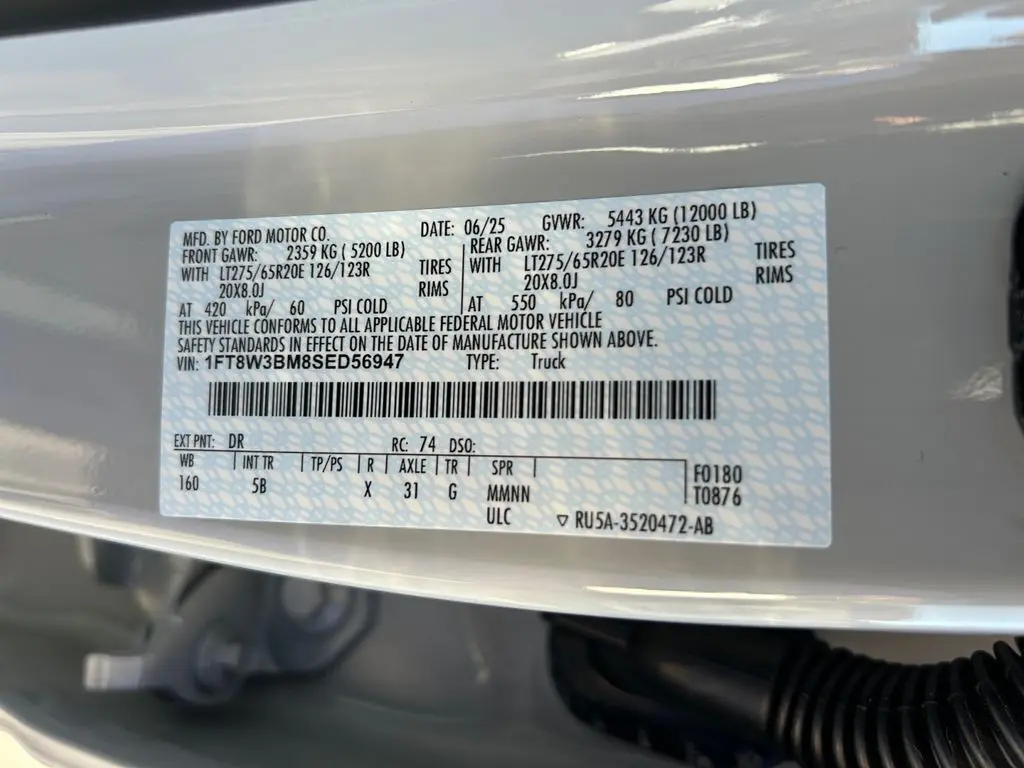 MFD. BY FORD MOTOR CO. DATE: 06/25 GVWR: 5443 KG (12000 LB)
FRONT GAWR: 2359 KG ( 5200 LB) REAR GAWR: 3279 KG ( 7230 LB)
WITH LT275/65R20E 126/123R TIRES WITH LT275/65R20E 126/123R TIRES
20X8.0J RIMS 20X8.0J RIMS
AT 420 kPa/ 60 PSI COLD AT 550 kPa/ 80 PSI COLD
THIS VEHICLE CONFORMS TO ALL APPLICABLE FEDERAL MOTOR VEHICLE
SAFETY STANDARDS IN EFFECT ON THE DATE OF MANUFACTURE SHOWN ABOVE.
VIN: 1FT8W3BM8SED56947 TYPE: Truck
EXT PNT: DR RC: 74 DSO:
WB INT TR TP/PS R AXLE TR SPR F0180
160 5B X 31 G MMNN T0876
ULC ▽ RU5A-3520472-AB